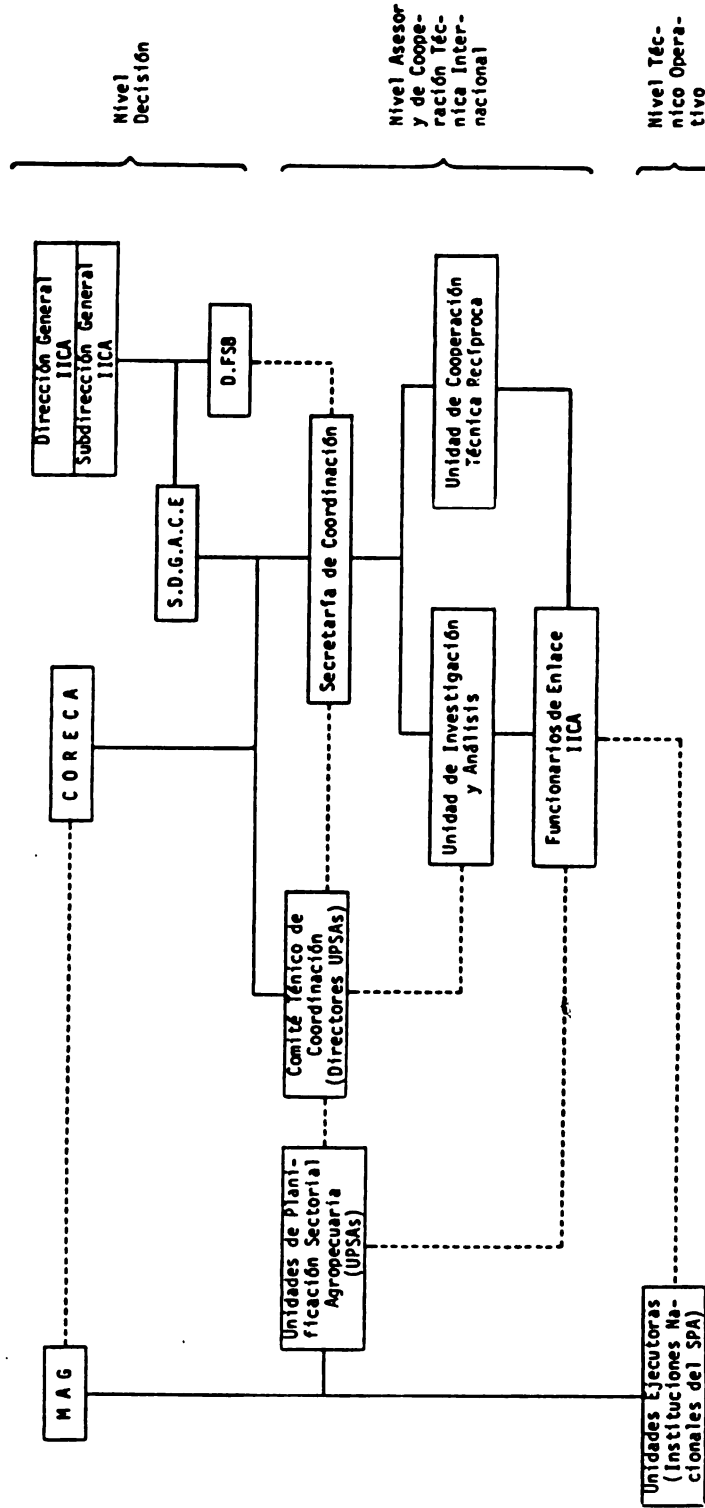 Nivel
Decisión
Nivel Asesor
y de Coope-
ración Téc-
nica Inter-
nacional
Nivel Téc-
nico Opera-
tivo
Dirección General
IICA
Subdirección General
IICA
D.FSB
S.D.G.A.C.E
C O R E C A
M A G
Secretaría de Coordinación
Comité Ténico de
Coordinación
(Directores UPSAs)
Unidades de Plani-
ficación Sectorial
Agropecuaria
(UPSAs)
Unidad de Cooperación
Técnica Recíproca
Unidad de Investigación
y Análisis
Funcionarios de Enlace
IICA
Unidades Ejecutoras
(Instituciones Na-
cionales del SPA)